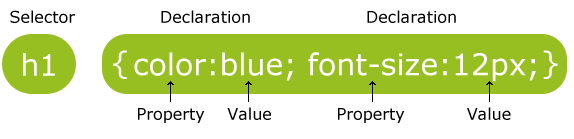 Selector Declaration Declaration
h1 {color:blue; font-size:12px;}
Property Value Property Value